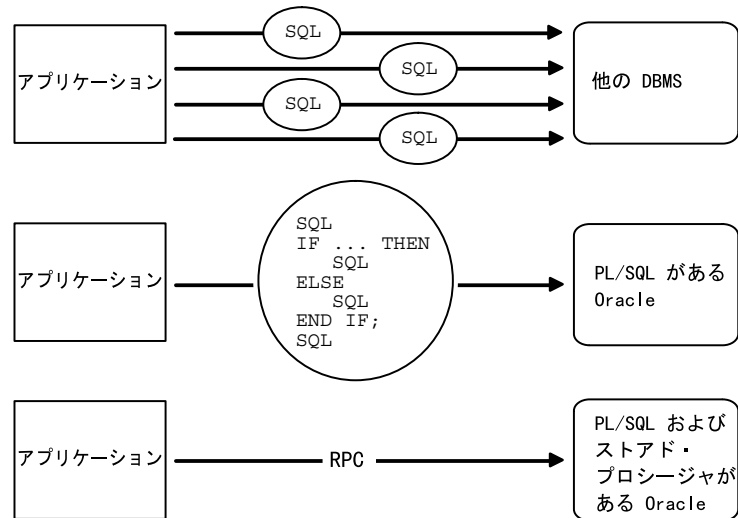 SQL
アプリケーション
SQL
他の DBMS
SQL
SQL
アプリケーション
SQL
IF ... THEN
SQL
ELSE
SQL
END IF;
SQL
PL/SQL がある
Oracle
アプリケーション
RPC
PL/SQL および
ストアド・
プロシージャが
ある Oracle